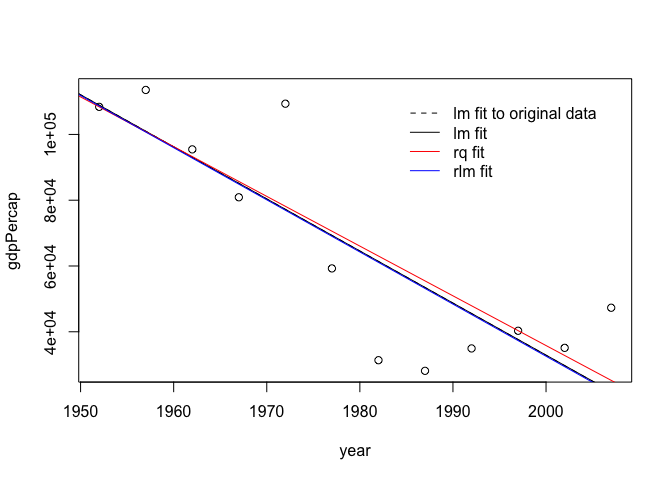 lm fit to original data
lm fit
rq fit
rlm fit
gdpPercap
1e+05
8e+04
6e+04
4e+04
1950 1960 1970 1980 1990 2000
year